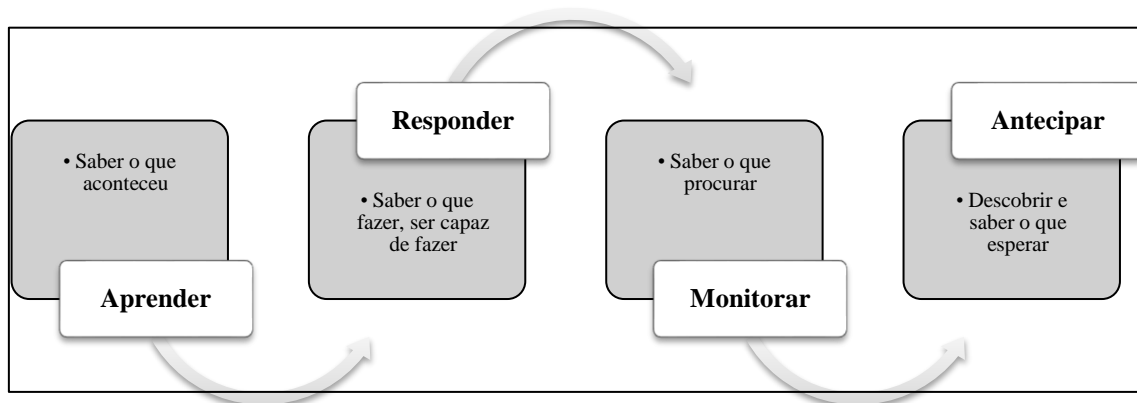 • Saber o que
aconteceu
Aprender
Responder
• Saber o que
fazer, ser capaz
de fazer
• Saber o que
procurar
Monitorar
Antecipar
• Descobrir e
saber o que
esperar